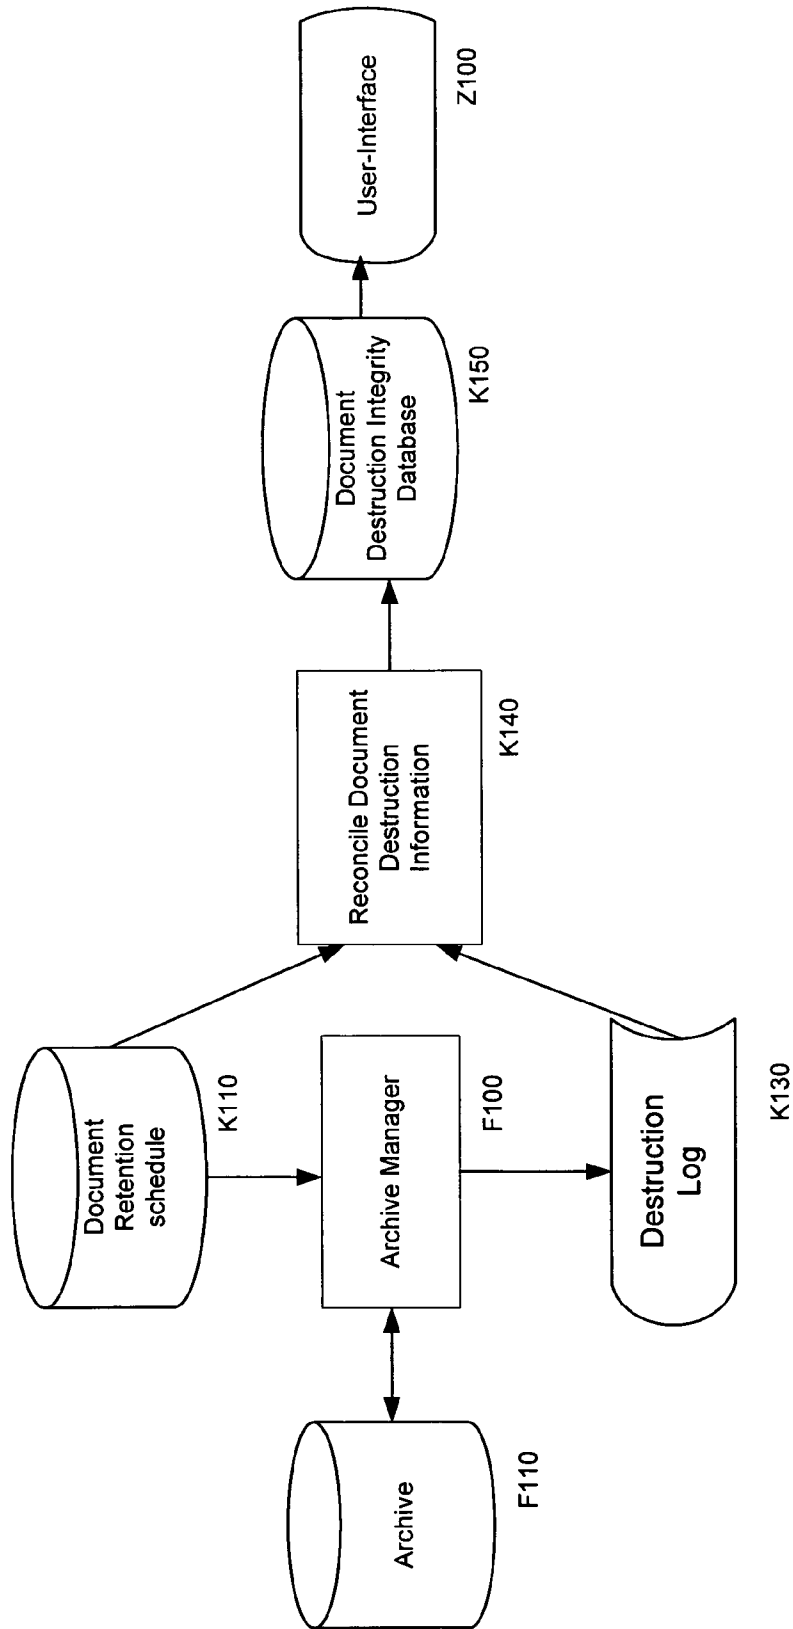 Archive
F110
Document
Retention
schedule
K110
Archive Manager
F100
Destruction
Log
K130
Reconcile Document
Destruction
Information
K140
Document
Destruction Integrity
Database
K150
User-Interface
Z100